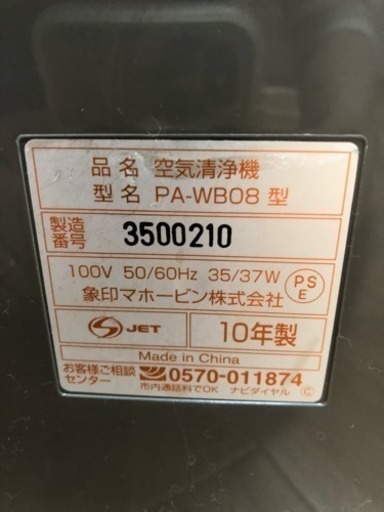 品名 空気清浄機
型名 PA-WB08 型
製造番号 3500210
100V 50/60Hz 35/37W
PSE
象印マホービン株式会社
S JET
10年製
Made in China
お客様ご相談センター 0570-011874
市内通話料でOK ナビダイヤル Ⓒ